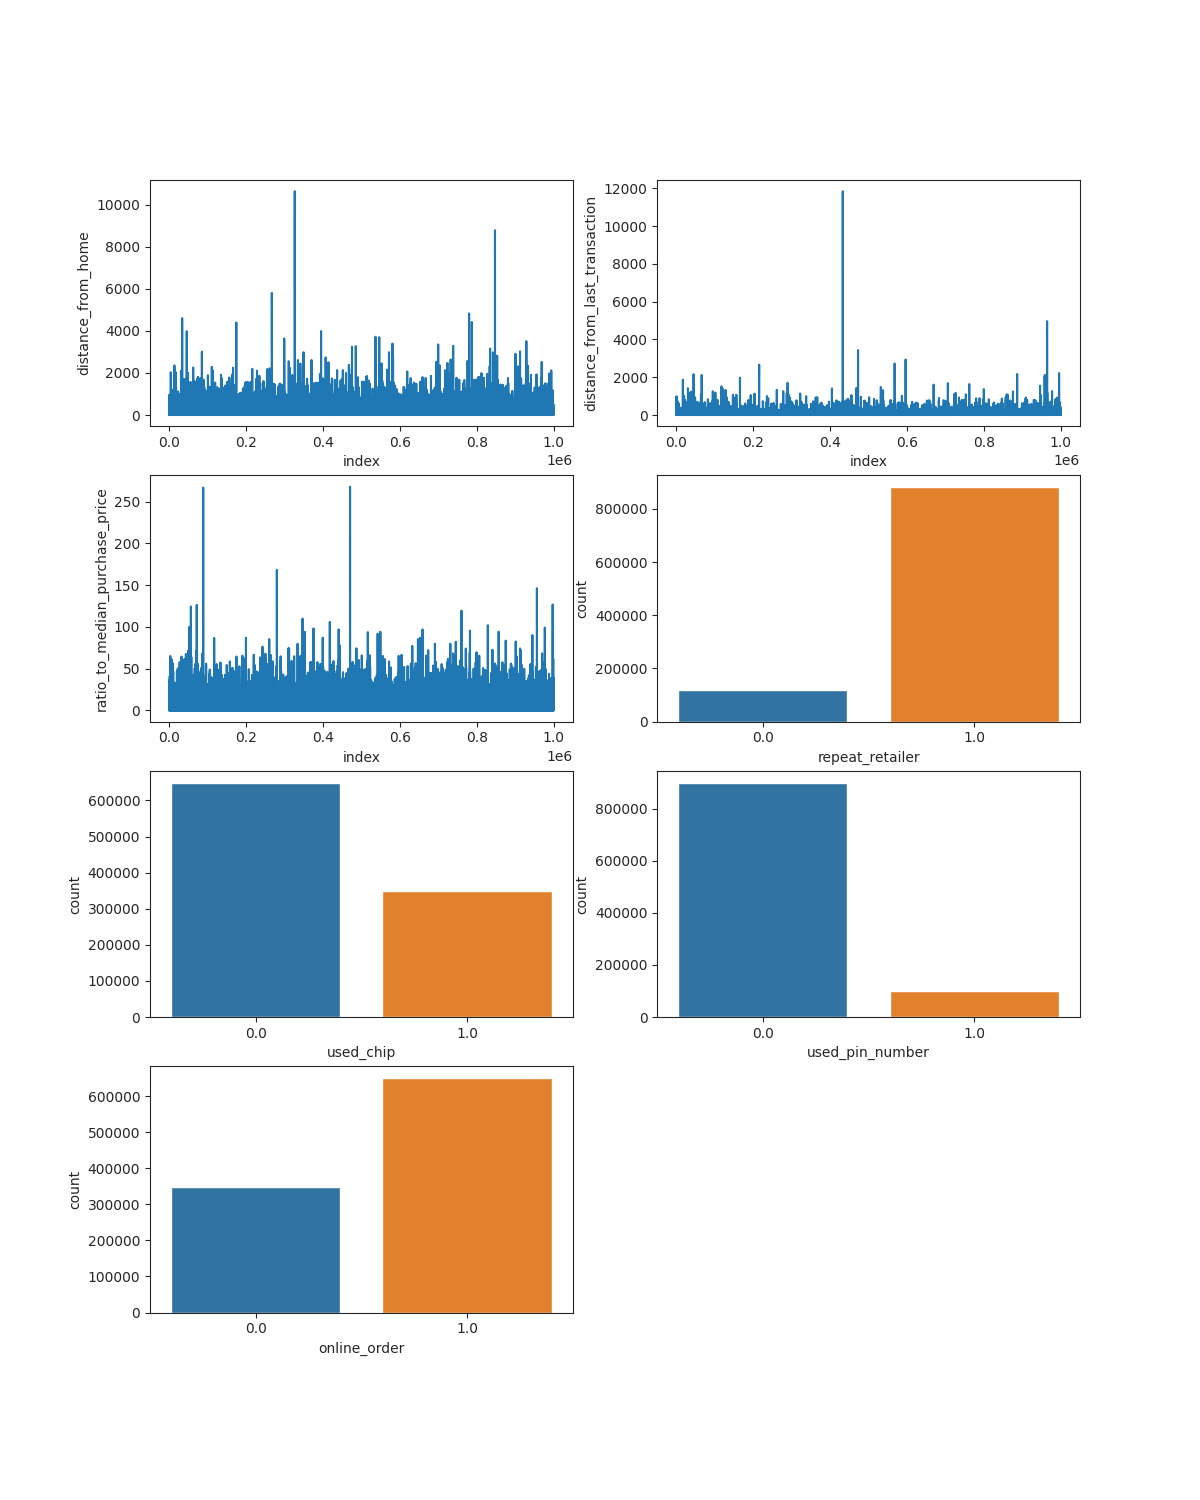 distance_from_home
10000
8000
6000
4000
2000
0
0.0 0.2 0.4 0.6 0.8 1.0
index
1e6
distance_from_last_transaction
12000
10000
8000
6000
4000
2000
0
0.0 0.2 0.4 0.6 0.8 1.0
index
1e6
ratio_to_median_purchase_price
250
200
150
100
50
0
0.0 0.2 0.4 0.6 0.8 1.0
index
1e6
count
800000
600000
400000
200000
0
0.0 1.0
repeat_retailer
count
600000
500000
400000
300000
200000
100000
0
0.0 1.0
used_chip
count
800000
600000
400000
200000
0
0.0 1.0
used_pin_number
count
600000
500000
400000
300000
200000
100000
0
0.0 1.0
online_order